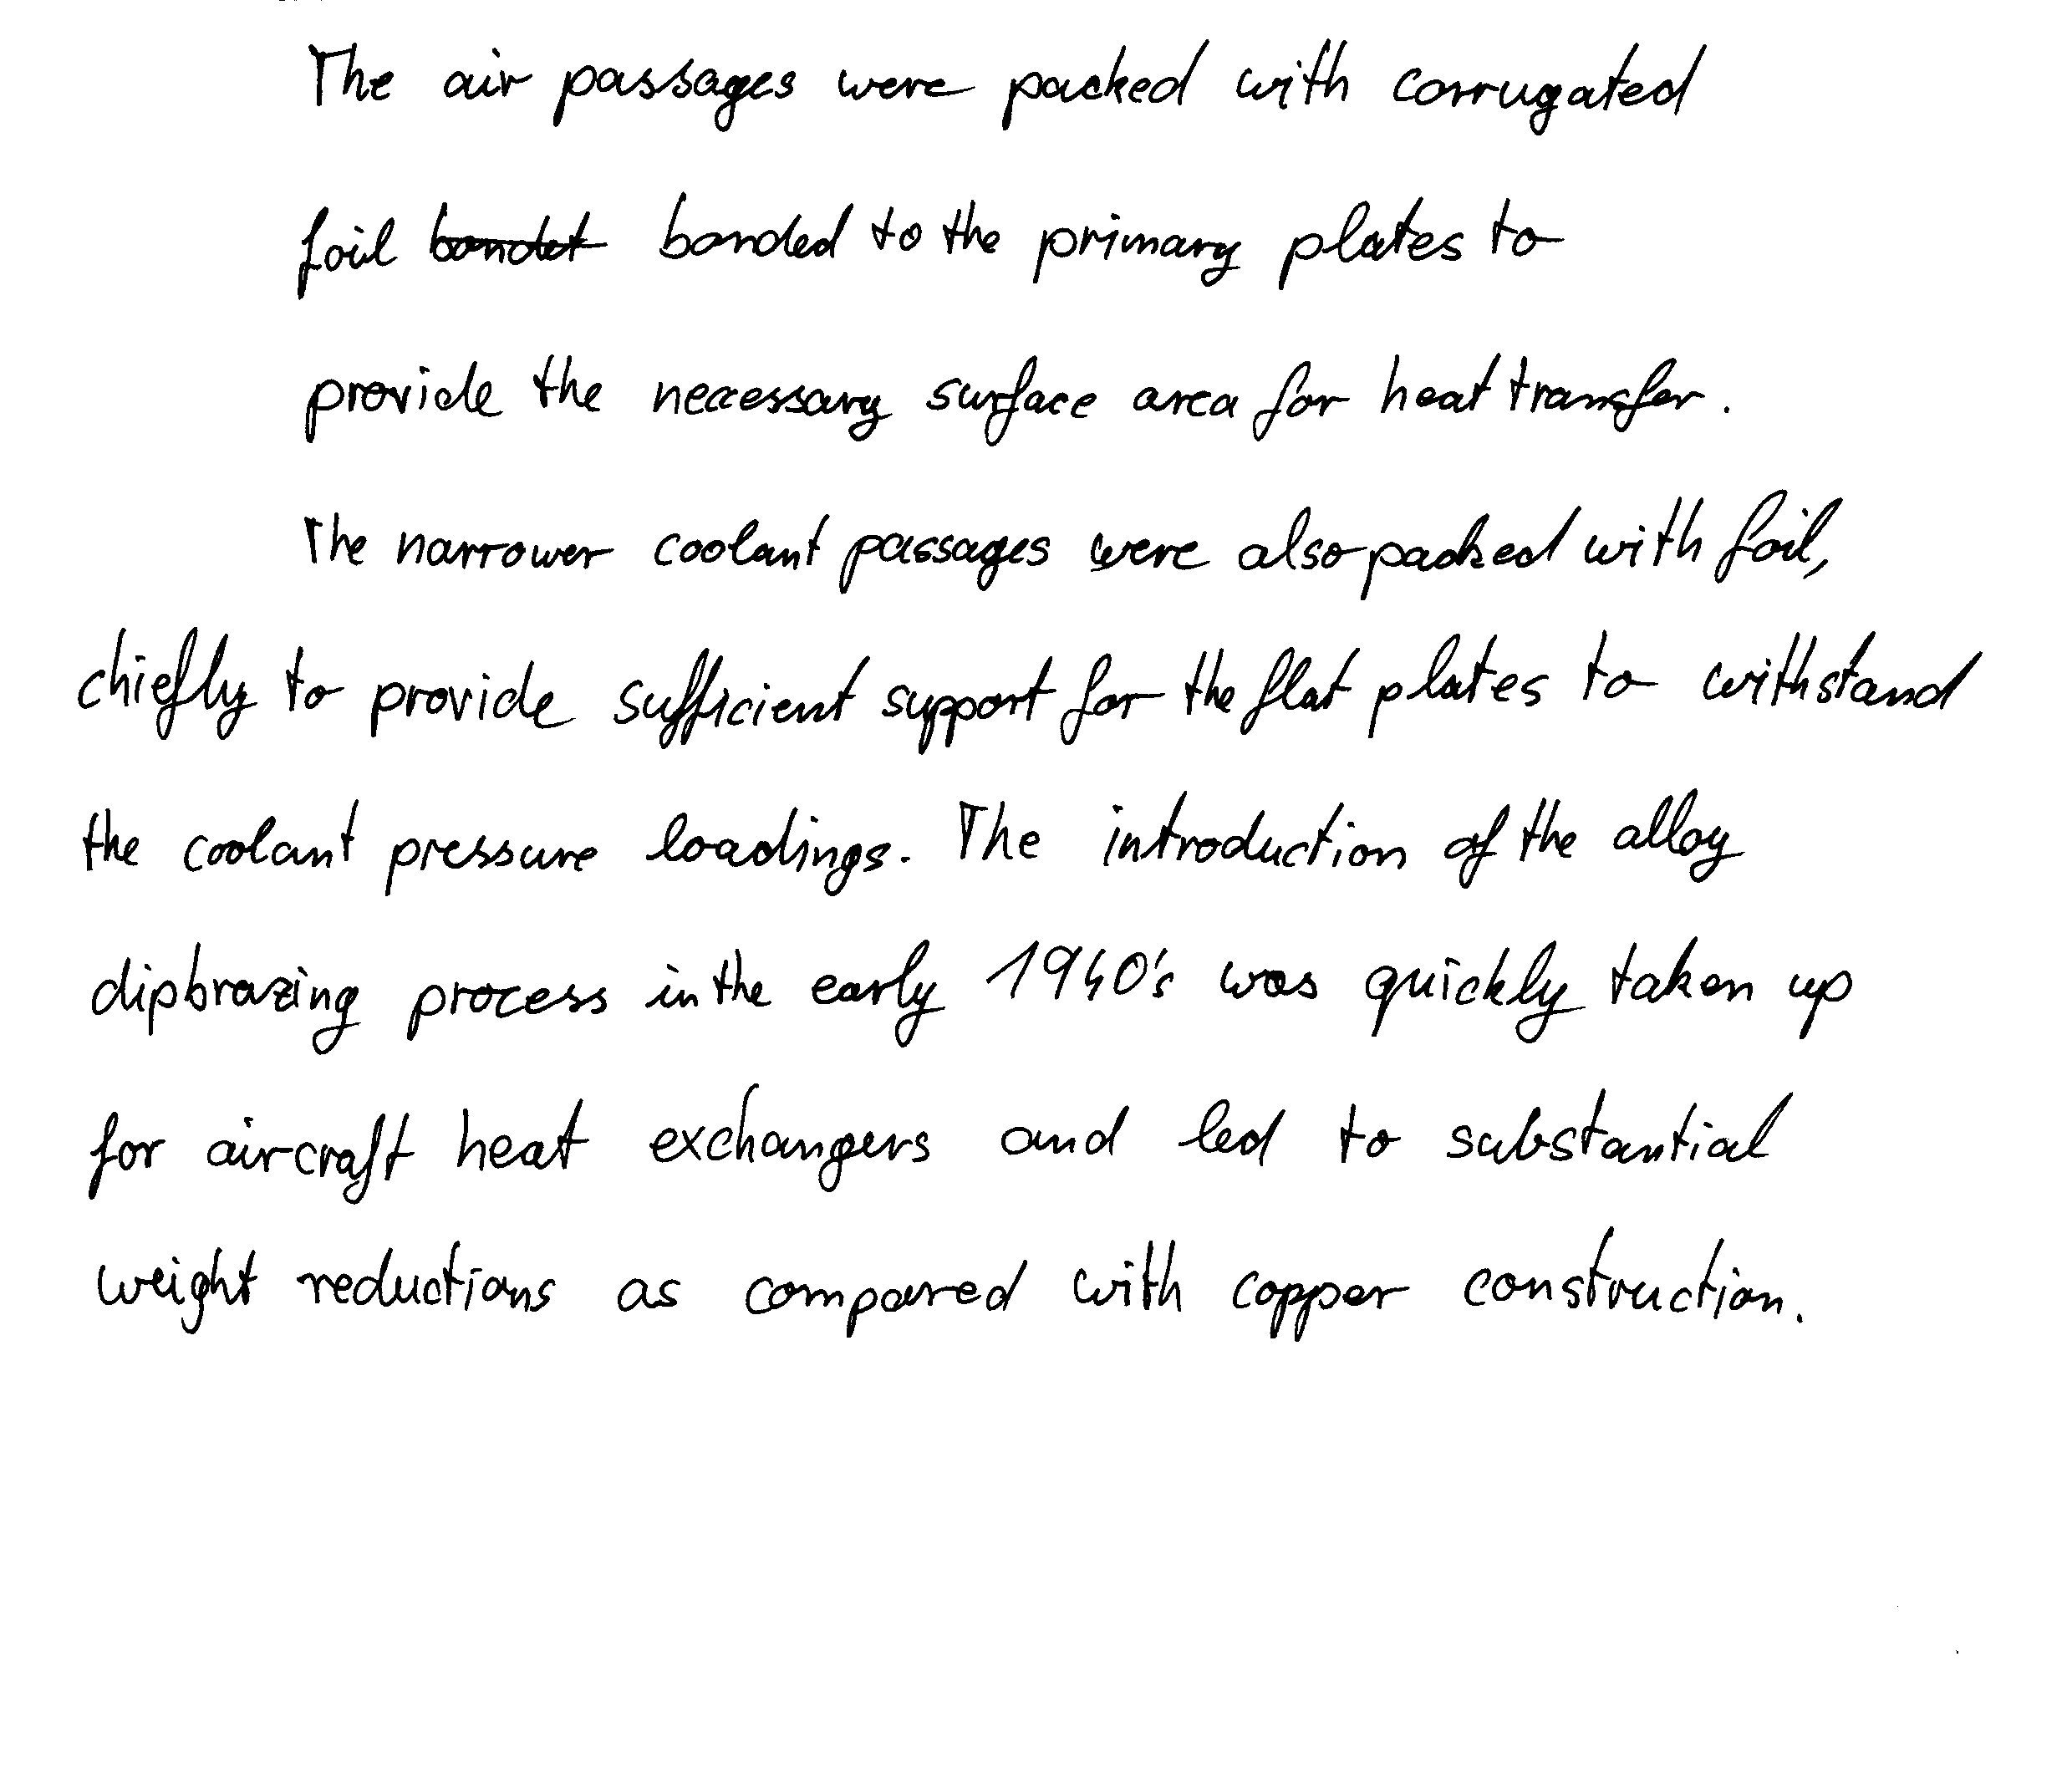 The air passages were packed with corrugated
foil bonded to the primary plates to
provide the necessary surface area for heat transfer.
The narrower coolant passages were also packed with foil,
chiefly to provide sufficient support for the flat plates to withstand
the coolant pressure loadings. The introduction of the alloy
dipbrazing process in the early 1940's was quickly taken up
for aircraft heat exchangers and led to substantial
weight reductions as compared with copper construction.